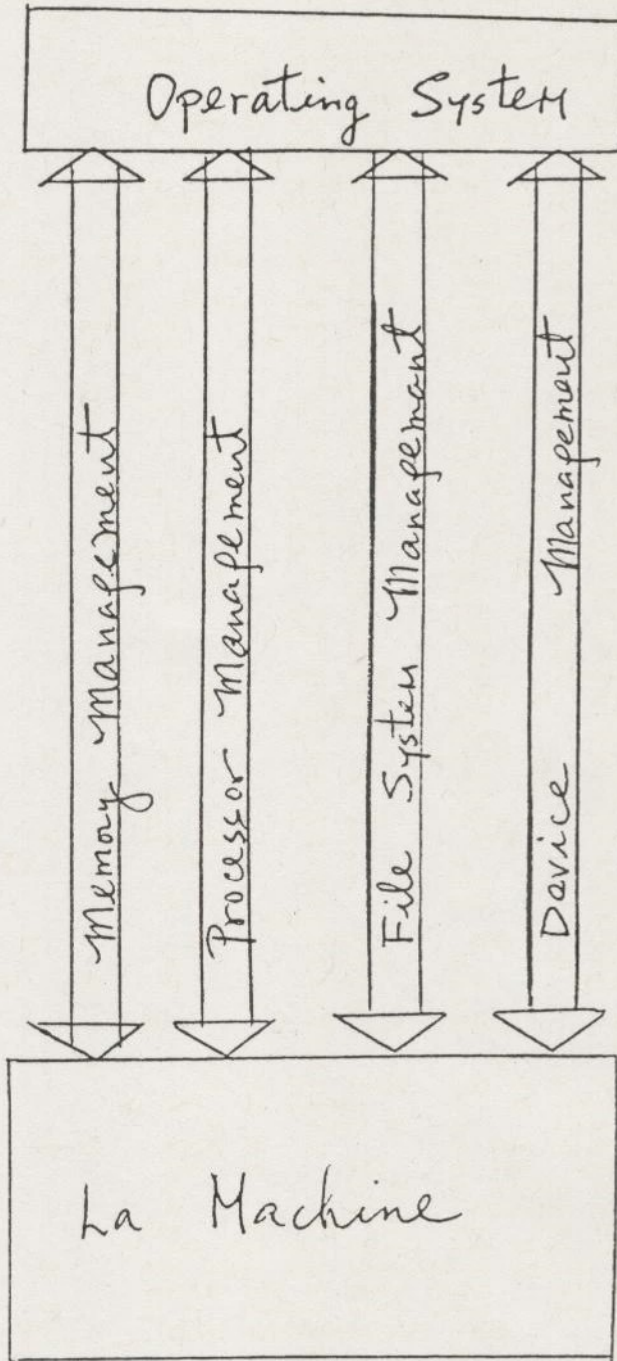 Operating System
Memory Management
Processor Management
File System Management
Device Management
La Machine